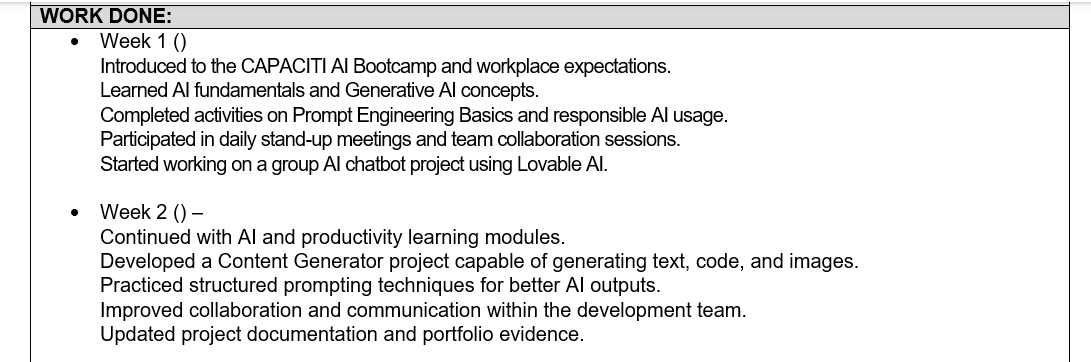 WORK DONE:
• Week 1 ()
Introduced to the CAPACITI AI Bootcamp and workplace expectations.
Learned AI fundamentals and Generative AI concepts.
Completed activities on Prompt Engineering Basics and responsible AI usage.
Participated in daily stand-up meetings and team collaboration sessions.
Started working on a group AI chatbot project using Lovable AI.
• Week 2 () –
Continued with AI and productivity learning modules.
Developed a Content Generator project capable of generating text, code, and images.
Practiced structured prompting techniques for better AI outputs.
Improved collaboration and communication within the development team.
Updated project documentation and portfolio evidence.